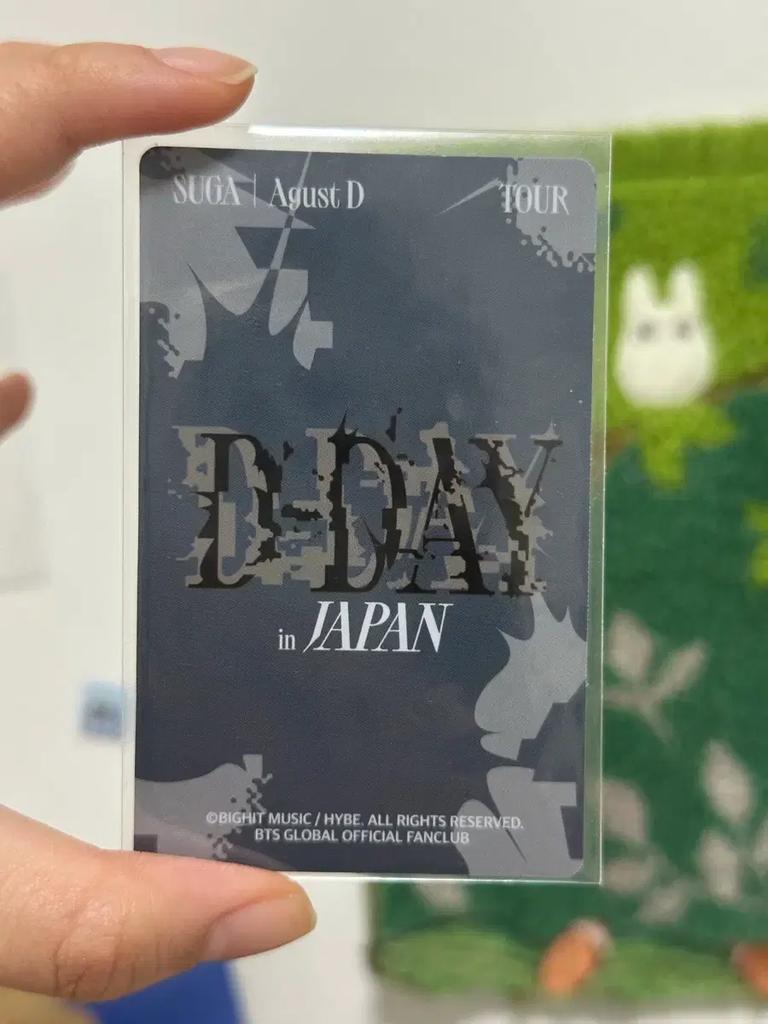 SUGA | Agust D TOUR
D-DAY
in JAPAN
©BIGHIT MUSIC / HYBE. ALL RIGHTS RESERVED.
BTS GLOBAL OFFICIAL FANCLUB